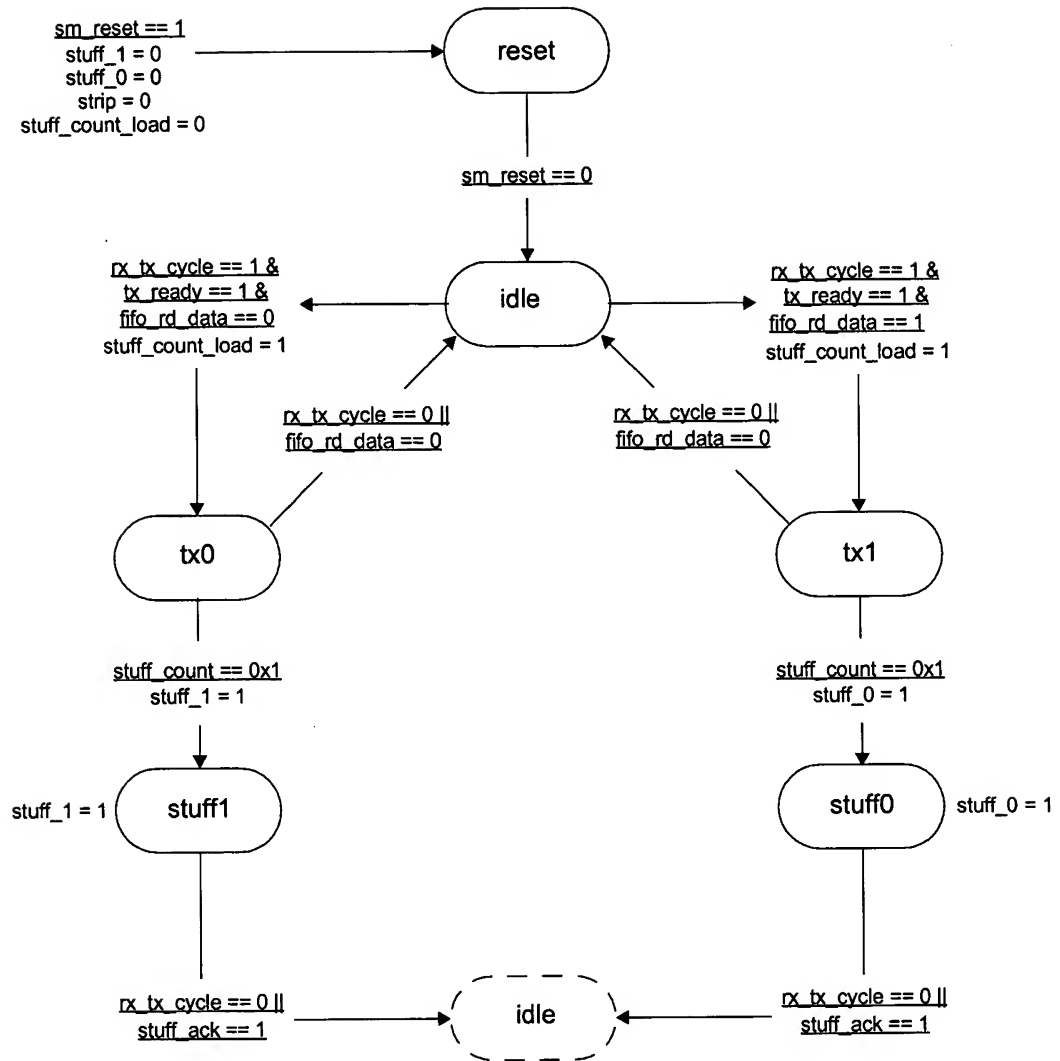 sm_reset == 1
stuff_1 = 0
stuff_0 = 0
strip = 0
stuff_count_load = 0
reset
sm_reset == 0
idle
rx_tx_cycle == 1 &
tx_ready == 1 &
fifo_rd_data == 0
stuff_count_load = 1
rx_tx_cycle == 1 &
tx_ready == 1 &
fifo_rd_data == 1
stuff_count_load = 1
rx_tx_cycle == 0 ||
fifo_rd_data == 0
rx_tx_cycle == 0 ||
fifo_rd_data == 0
tx0
tx1
stuff_count == 0x1
stuff_1 = 1
stuff_count == 0x1
stuff_0 = 1
stuff_1 = 1
stuff1
stuff0
stuff_0 = 1
rx_tx_cycle == 0 ||
stuff_ack == 1
idle
rx_tx_cycle == 0 ||
stuff_ack == 1